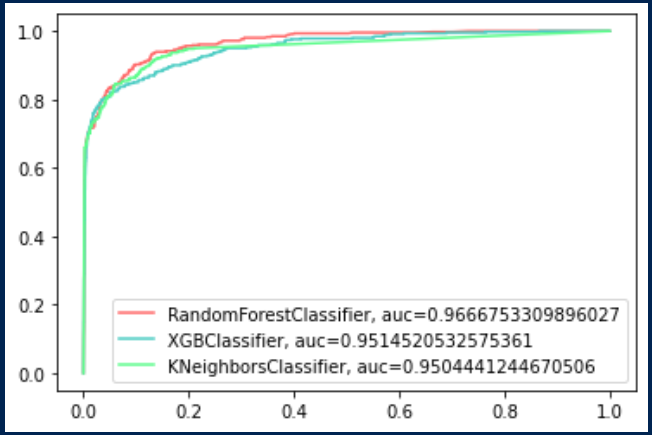 1.0
0.8
0.6
0.4
0.2
0.0
RandomForestClassifier, auc=0.9666753309896027
XGBClassifier, auc=0.9514520532575361
KNeighborsClassifier, auc=0.9504441244670506
0.0 0.2 0.4 0.6 0.8 1.0